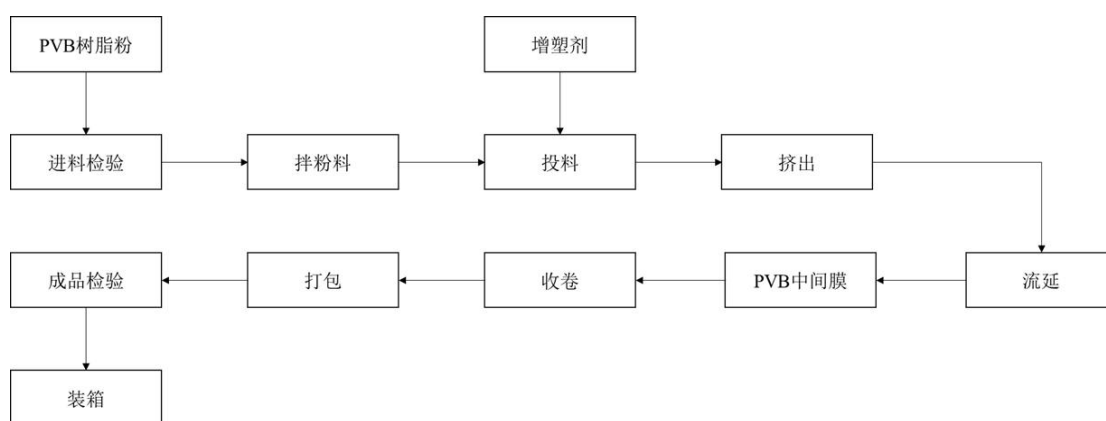 PVB树脂粉
增塑剂
进料检验
拌粉料
投料
挤出
成品检验
打包
收卷
PVB中间膜
流延
装箱